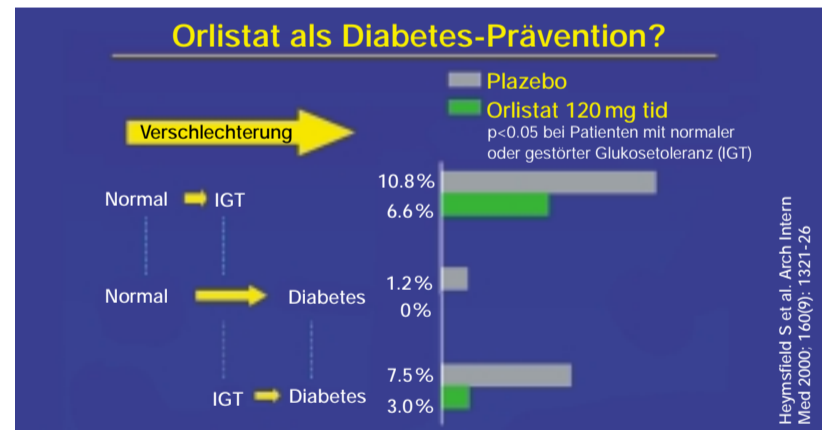 Orlistat als Diabetes-Prävention?
Plazebo
Orlistat 120 mg tid
p<0.05 bei Patienten mit normaler
oder gestörter Glukosetoleranz (IGT)
Verschlechterung
Normal IGT
10.8%
6.6%
Normal Diabetes
1.2%
0%
IGT Diabetes
7.5%
3.0%
Heymsfield S et al. Arch Intern
Med 2000; 160(9): 1321-26